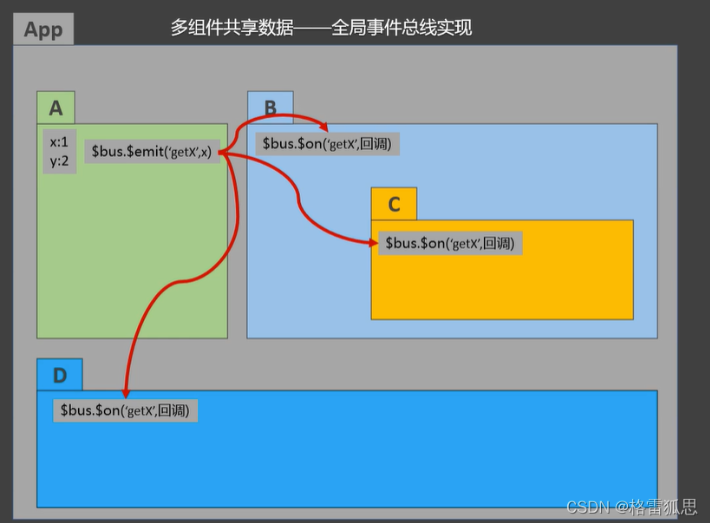 App
多组件共享数据——全局事件总线实现
A
B
x:1
y:2
$bus.$emit(‘getX’,x)
$bus.$on(‘getX’,回调)
C
$bus.$on(‘getX’,回调)
D
$bus.$on(‘getX’,回调)
CSDN @格雷狐思